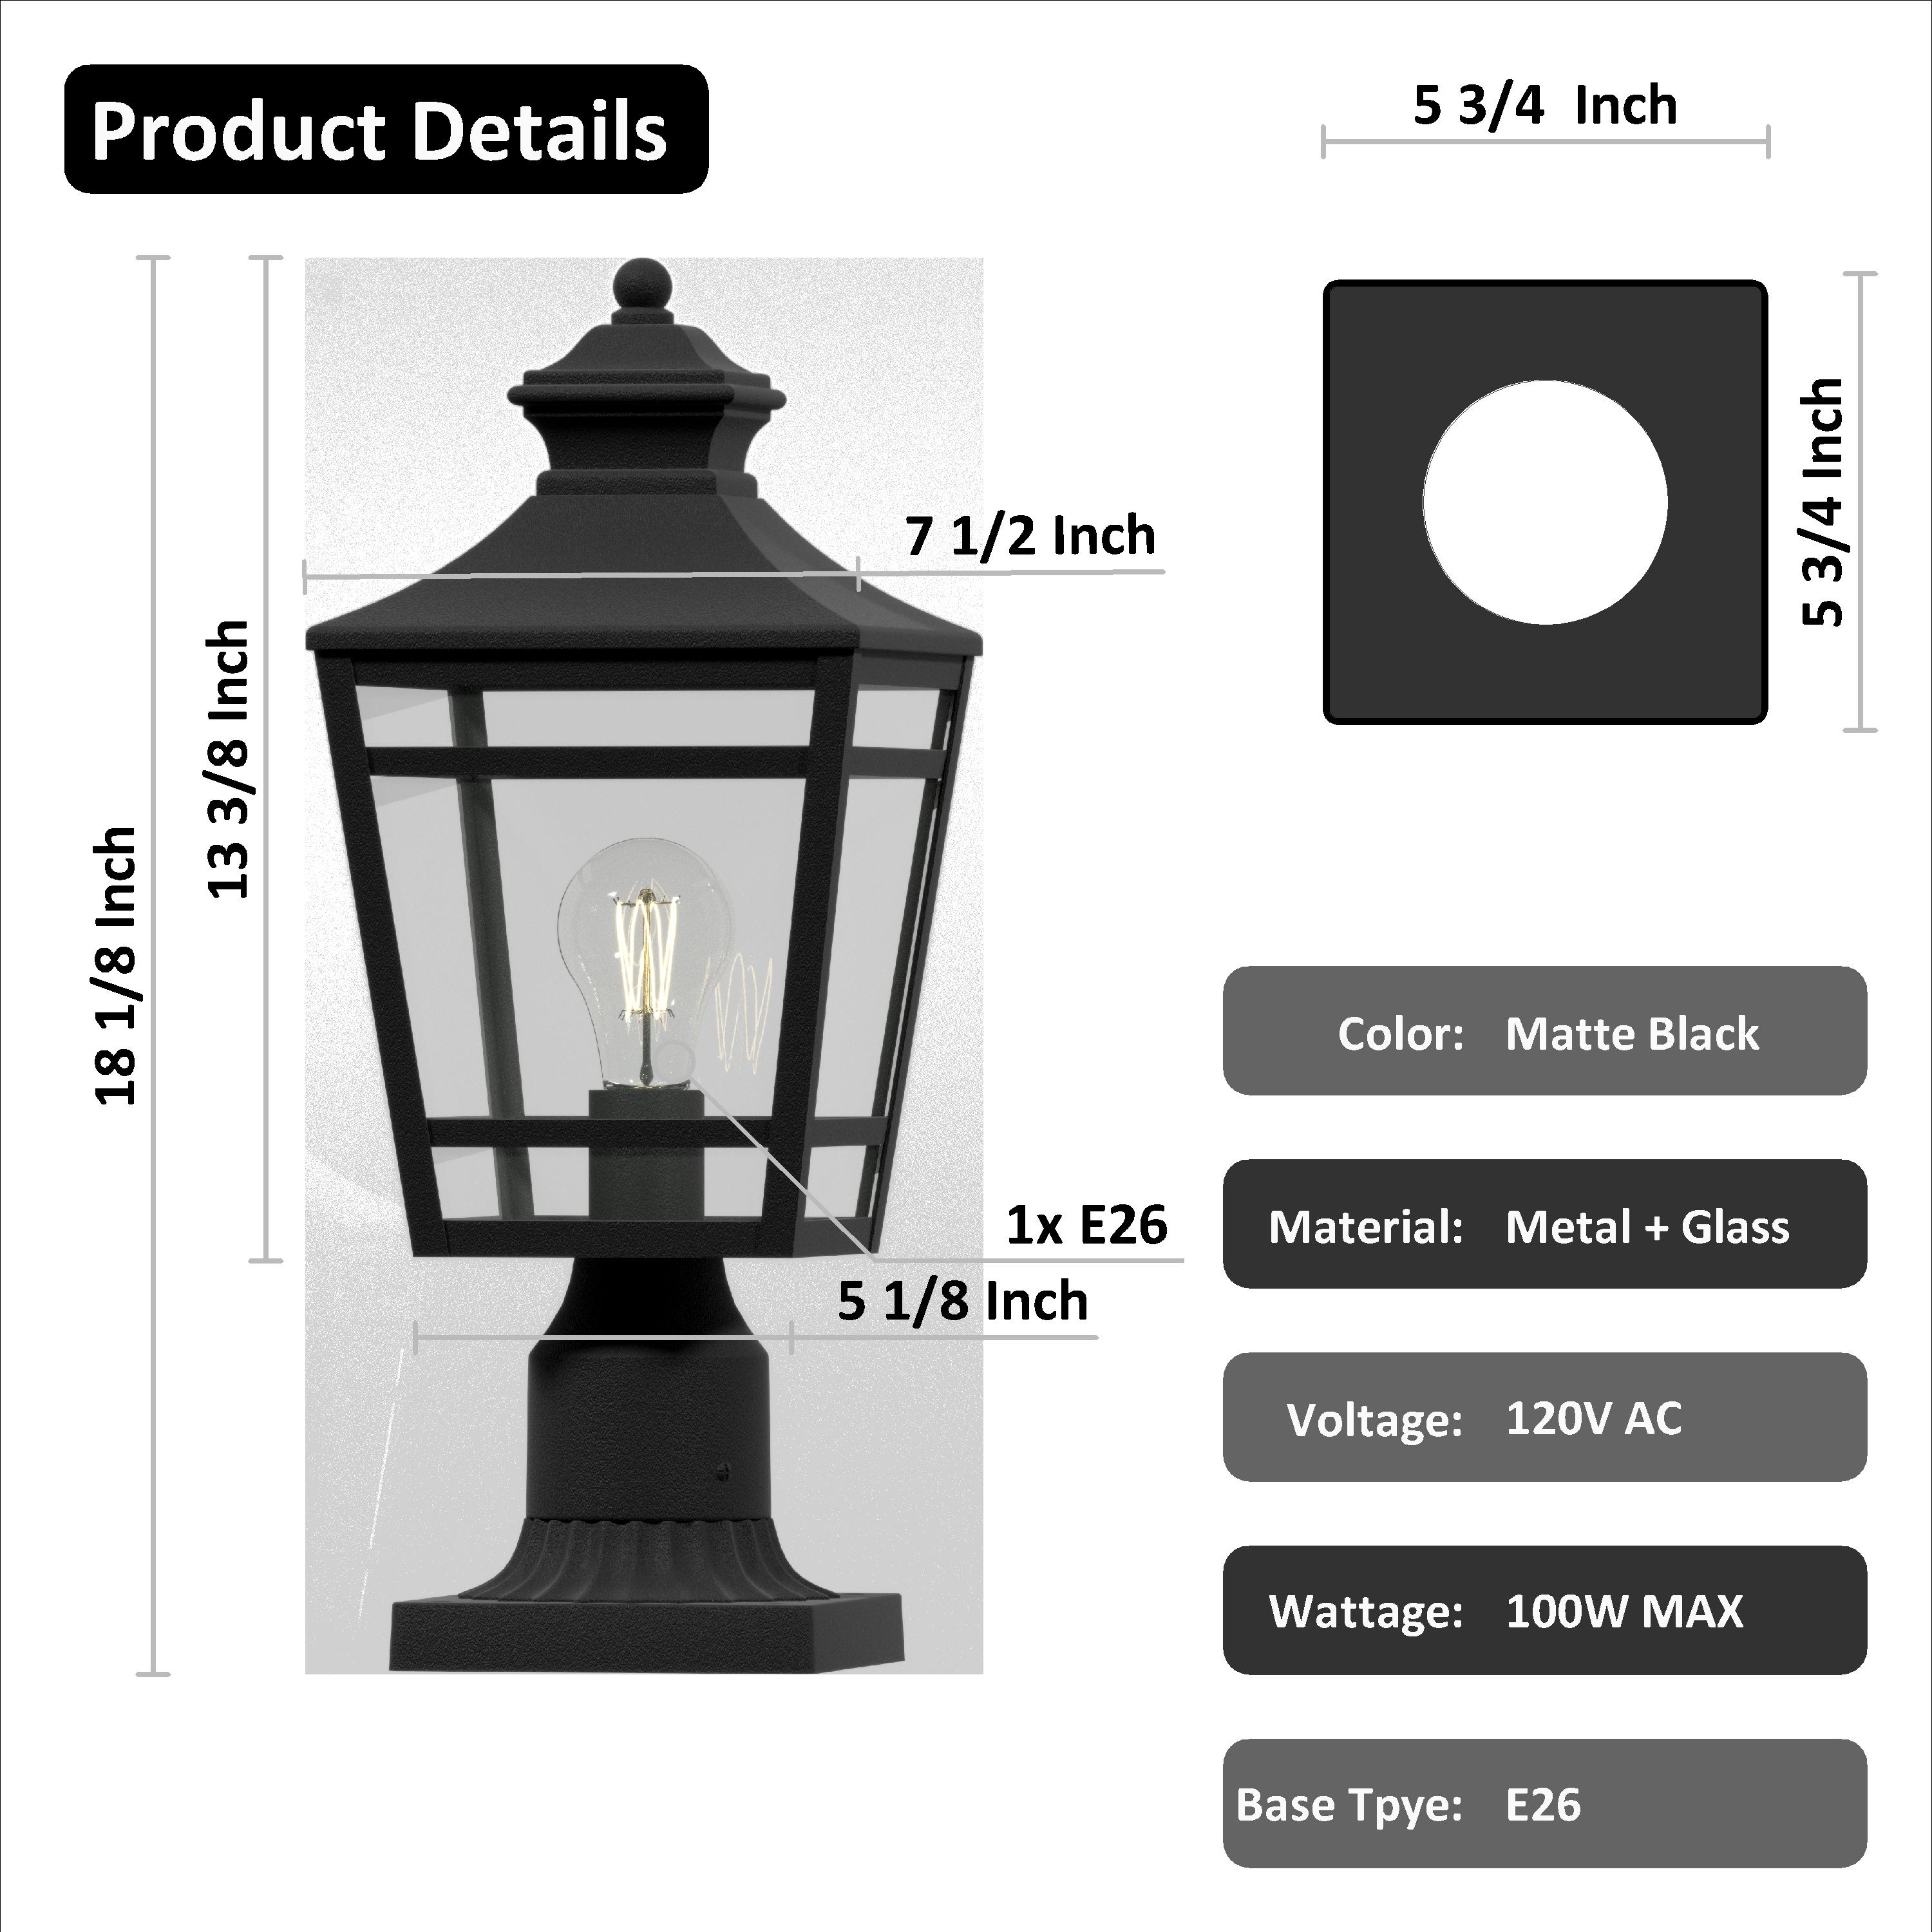 Product Details
5 3/4 Inch
5 3/4 Inch
7 1/2 Inch
13 3/8 Inch
18 1/8 Inch
1x E26
5 1/8 Inch
Color: Matte Black
Material: Metal + Glass
Voltage: 120V AC
Wattage: 100W MAX
Base Tpye: E26